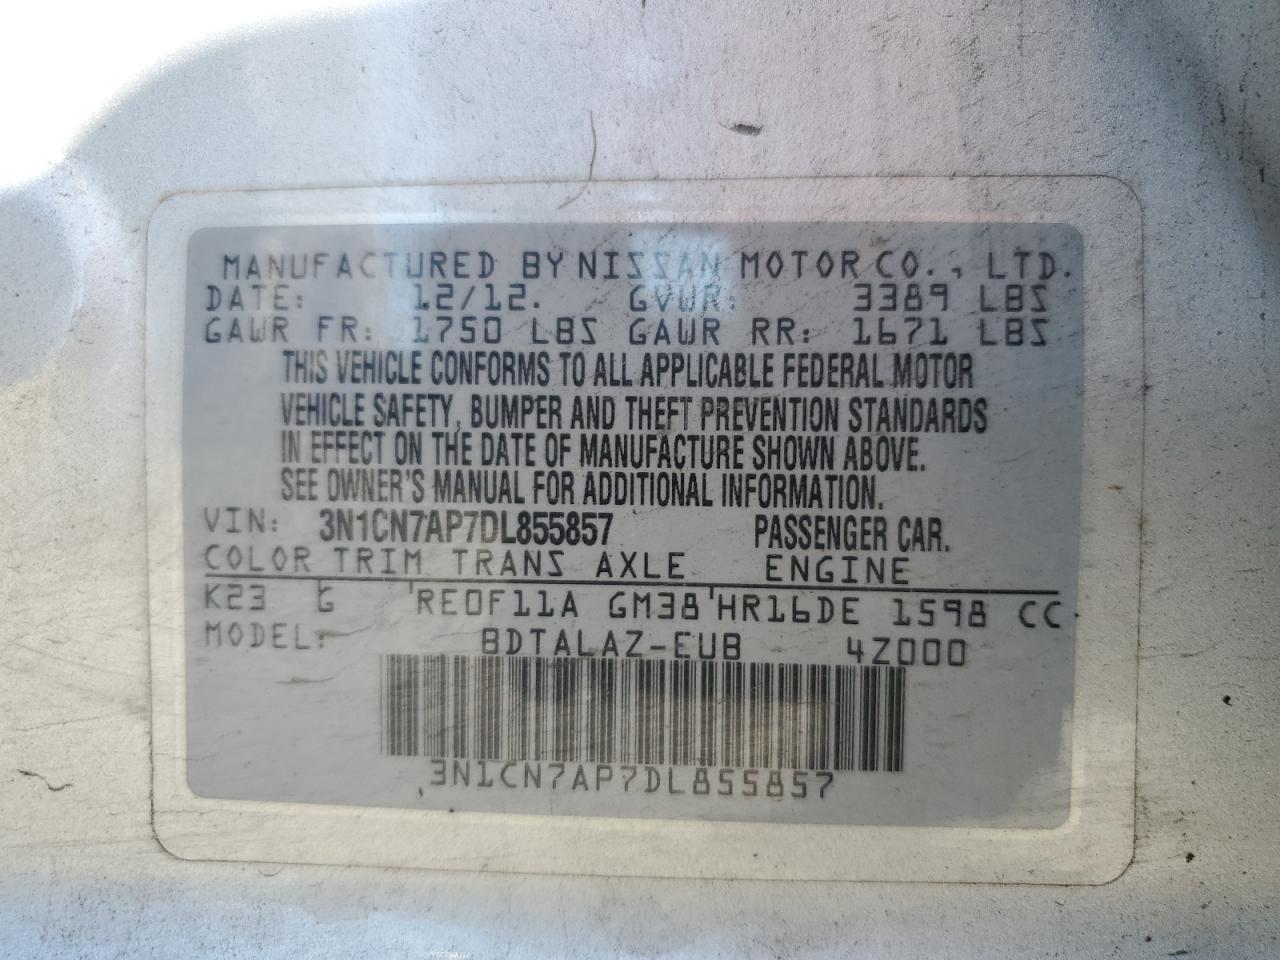 MANUFACTURED BY NISSAN MOTOR CO., LTD.
DATE: 12/12. GVWR: 3389 LBS
GAWR FR: 1750 LBS GAWR RR: 1671 LBS
THIS VEHICLE CONFORMS TO ALL APPLICABLE FEDERAL MOTOR
VEHICLE SAFETY, BUMPER AND THEFT PREVENTION STANDARDS
IN EFFECT ON THE DATE OF MANUFACTURE SHOWN ABOVE.
SEE OWNER'S MANUAL FOR ADDITIONAL INFORMATION.
VIN: 3N1CN7AP7DL855857 PASSENGER CAR.
COLOR TRIM TRANS AXLE ENGINE
K23 G RE0F11A GM38 HR16DE 1598 CC
MODEL: BDTALAZ-EUB 4Z000
3N1CN7AP7DL855857